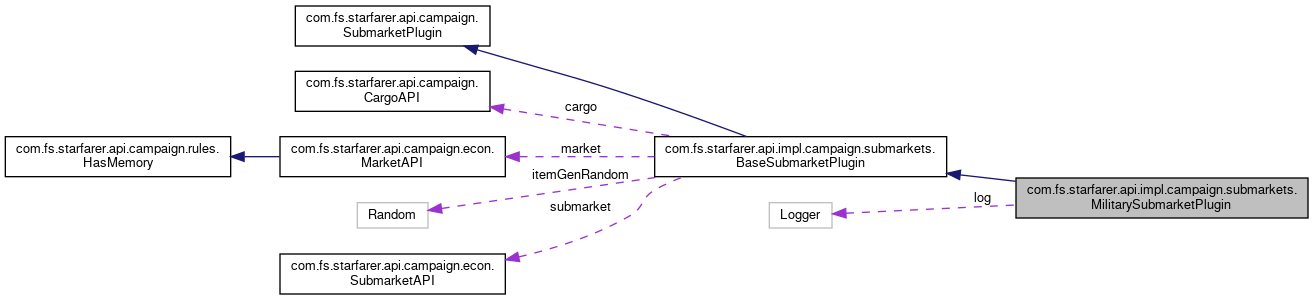 com.fs.starfarer.api.campaign.
SubmarketPlugin
com.fs.starfarer.api.campaign.
CargoAPI
cargo
com.fs.starfarer.api.campaign.rules.
HasMemory
com.fs.starfarer.api.campaign.econ.
MarketAPI
market
com.fs.starfarer.api.impl.campaign.submarkets.
BaseSubmarketPlugin
itemGenRandom
Random
submarket
Logger
log
com.fs.starfarer.api.impl.campaign.submarkets.
MilitarySubmarketPlugin
com.fs.starfarer.api.campaign.econ.
SubmarketAPI